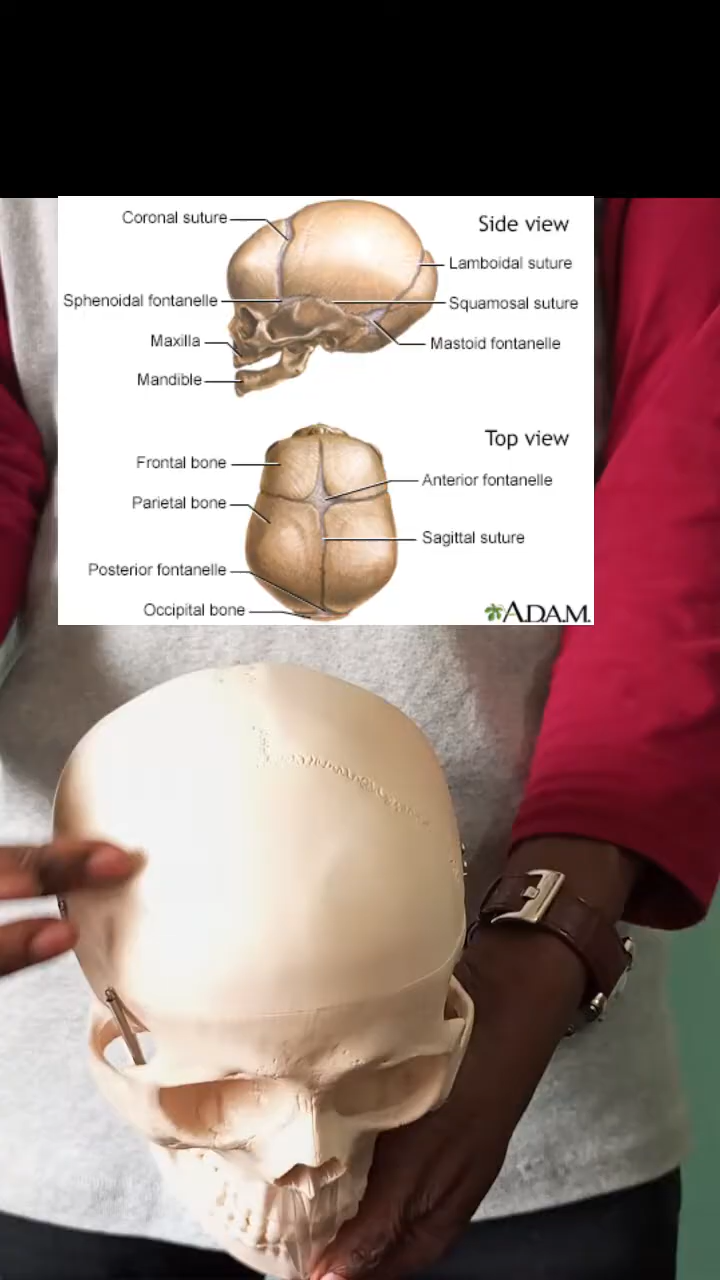 Coronal suture
Side view
Lamboidal suture
Sphenoidal fontanelle
Squamosal suture
Maxilla
Mastoid fontanelle
Mandible
Top view
Frontal bone
Anterior fontanelle
Parietal bone
Sagittal suture
Posterior fontanelle
Occipital bone
A.D.A.M.